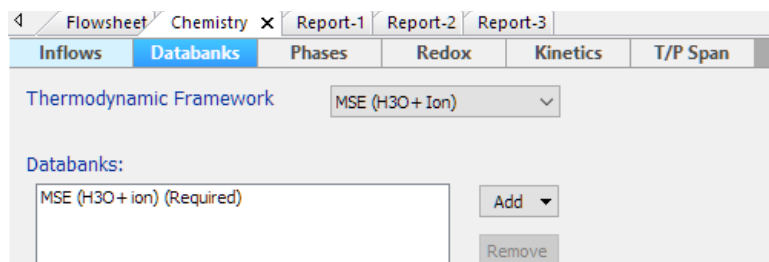 Flowsheet Chemistry Report-1 Report-2 Report-3
Inflows Databanks Phases Redox Kinetics T/P Span
Thermodynamic Framework MSE (H3O+ Ion)
Databanks:
MSE (H3O+ ion) (Required) Add
Remove